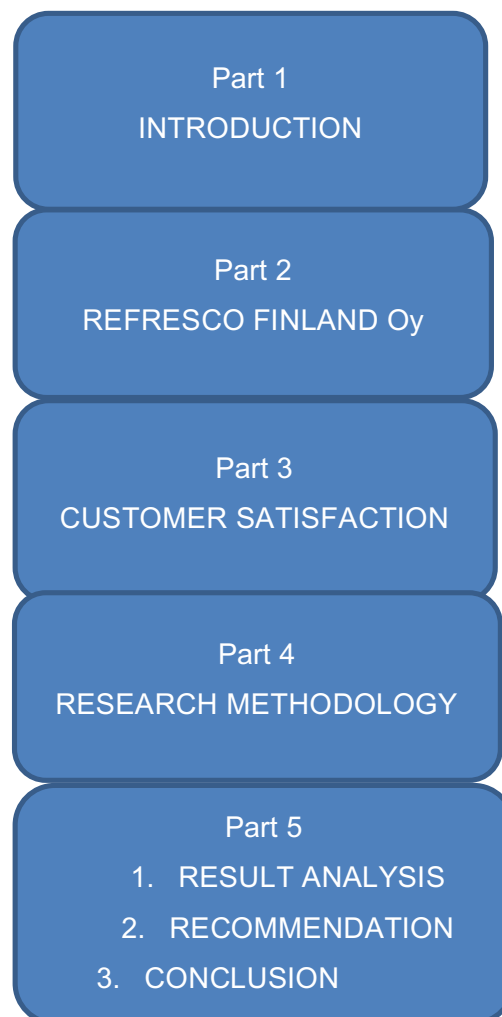 Part 1
INTRODUCTION
Part 2
REFRESCO FINLAND Oy
Part 3
CUSTOMER SATISFACTION
Part 4
RESEARCH METHODOLOGY
Part 5
1. RESULT ANALYSIS
2. RECOMMENDATION
3. CONCLUSION